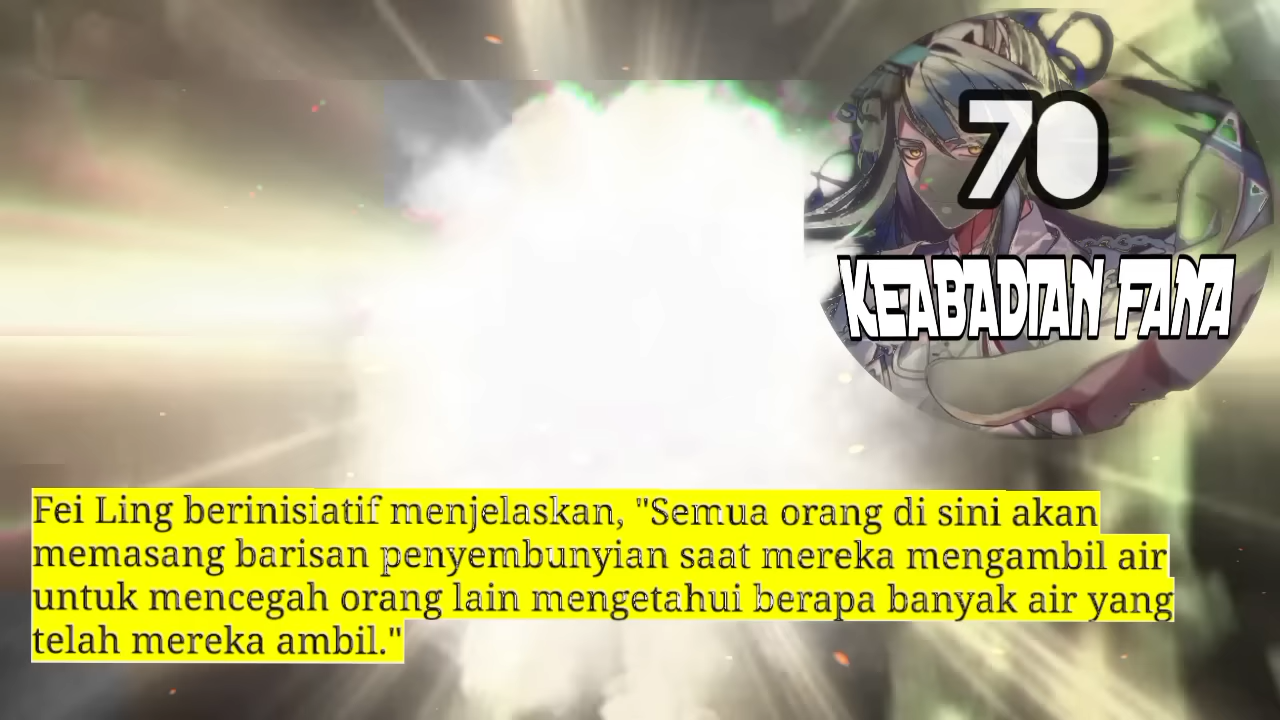 70
KEABADIAN FANA
Fei Ling berinisiatif menjelaskan, "Semua orang di sini akan
memasang barisan penyembunyian saat mereka mengambil air
untuk mencegah orang lain mengetahui berapa banyak air yang
telah mereka ambil."